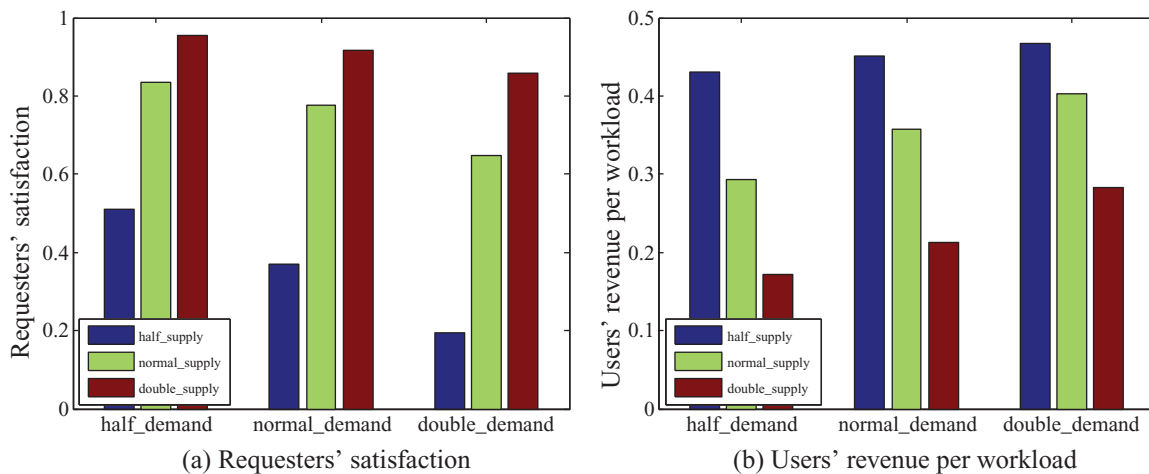 Requesters’ satisfaction
1
0.8
0.6
0.4
0.2
0
half_supply
normal_supply
double_supply
half_demand normal_demand double_demand
(a) Requesters’ satisfaction
Users’ revenue per workload
0.5
0.4
0.3
0.2
0.1
0
half_supply
normal_supply
double_supply
half_demand normal_demand double_demand
(b) Users’ revenue per workload